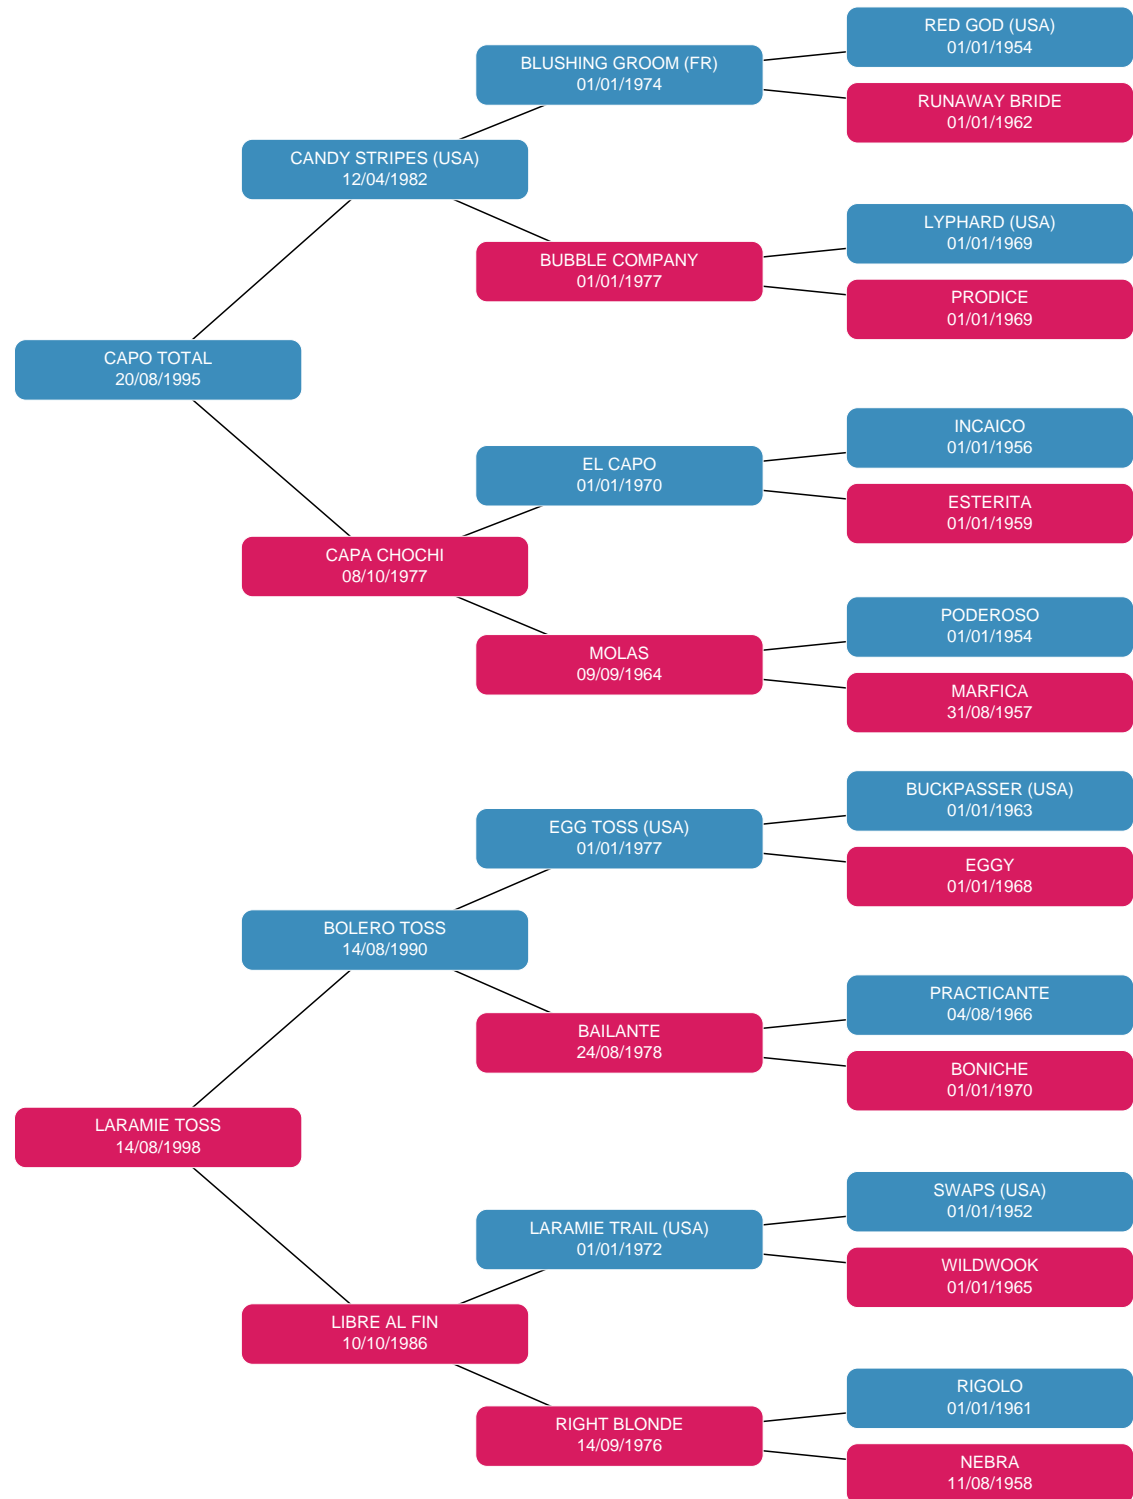 RED GOD (USA)
01/01/1954
BLUSHING GROOM (FR)
01/01/1974
RUNAWAY BRIDE
01/01/1962
CANDY STRIPES (USA)
12/04/1982
LYPHARD (USA)
01/01/1969
BUBBLE COMPANY
01/01/1977
PRODICE
01/01/1969
CAPO TOTAL
20/08/1995
INCAICO
01/01/1956
EL CAPO
01/01/1970
ESTERITA
01/01/1959
CAPA CHOCHI
08/10/1977
PODEROSO
01/01/1954
MOLAS
09/09/1964
MARFICA
31/08/1957
BUCKPASSER (USA)
01/01/1963
EGG TOSS (USA)
01/01/1977
EGGY
01/01/1968
BOLERO TOSS
14/08/1990
PRACTICANTE
04/08/1966
BAILANTE
24/08/1978
BONICHE
01/01/1970
LARAMIE TOSS
14/08/1998
SWAPS (USA)
01/01/1952
LARAMIE TRAIL (USA)
01/01/1972
WILDWOOK
01/01/1965
LIBRE AL FIN
10/10/1986
RIGOLO
01/01/1961
RIGHT BLONDE
14/09/1976
NEBRA
11/08/1958